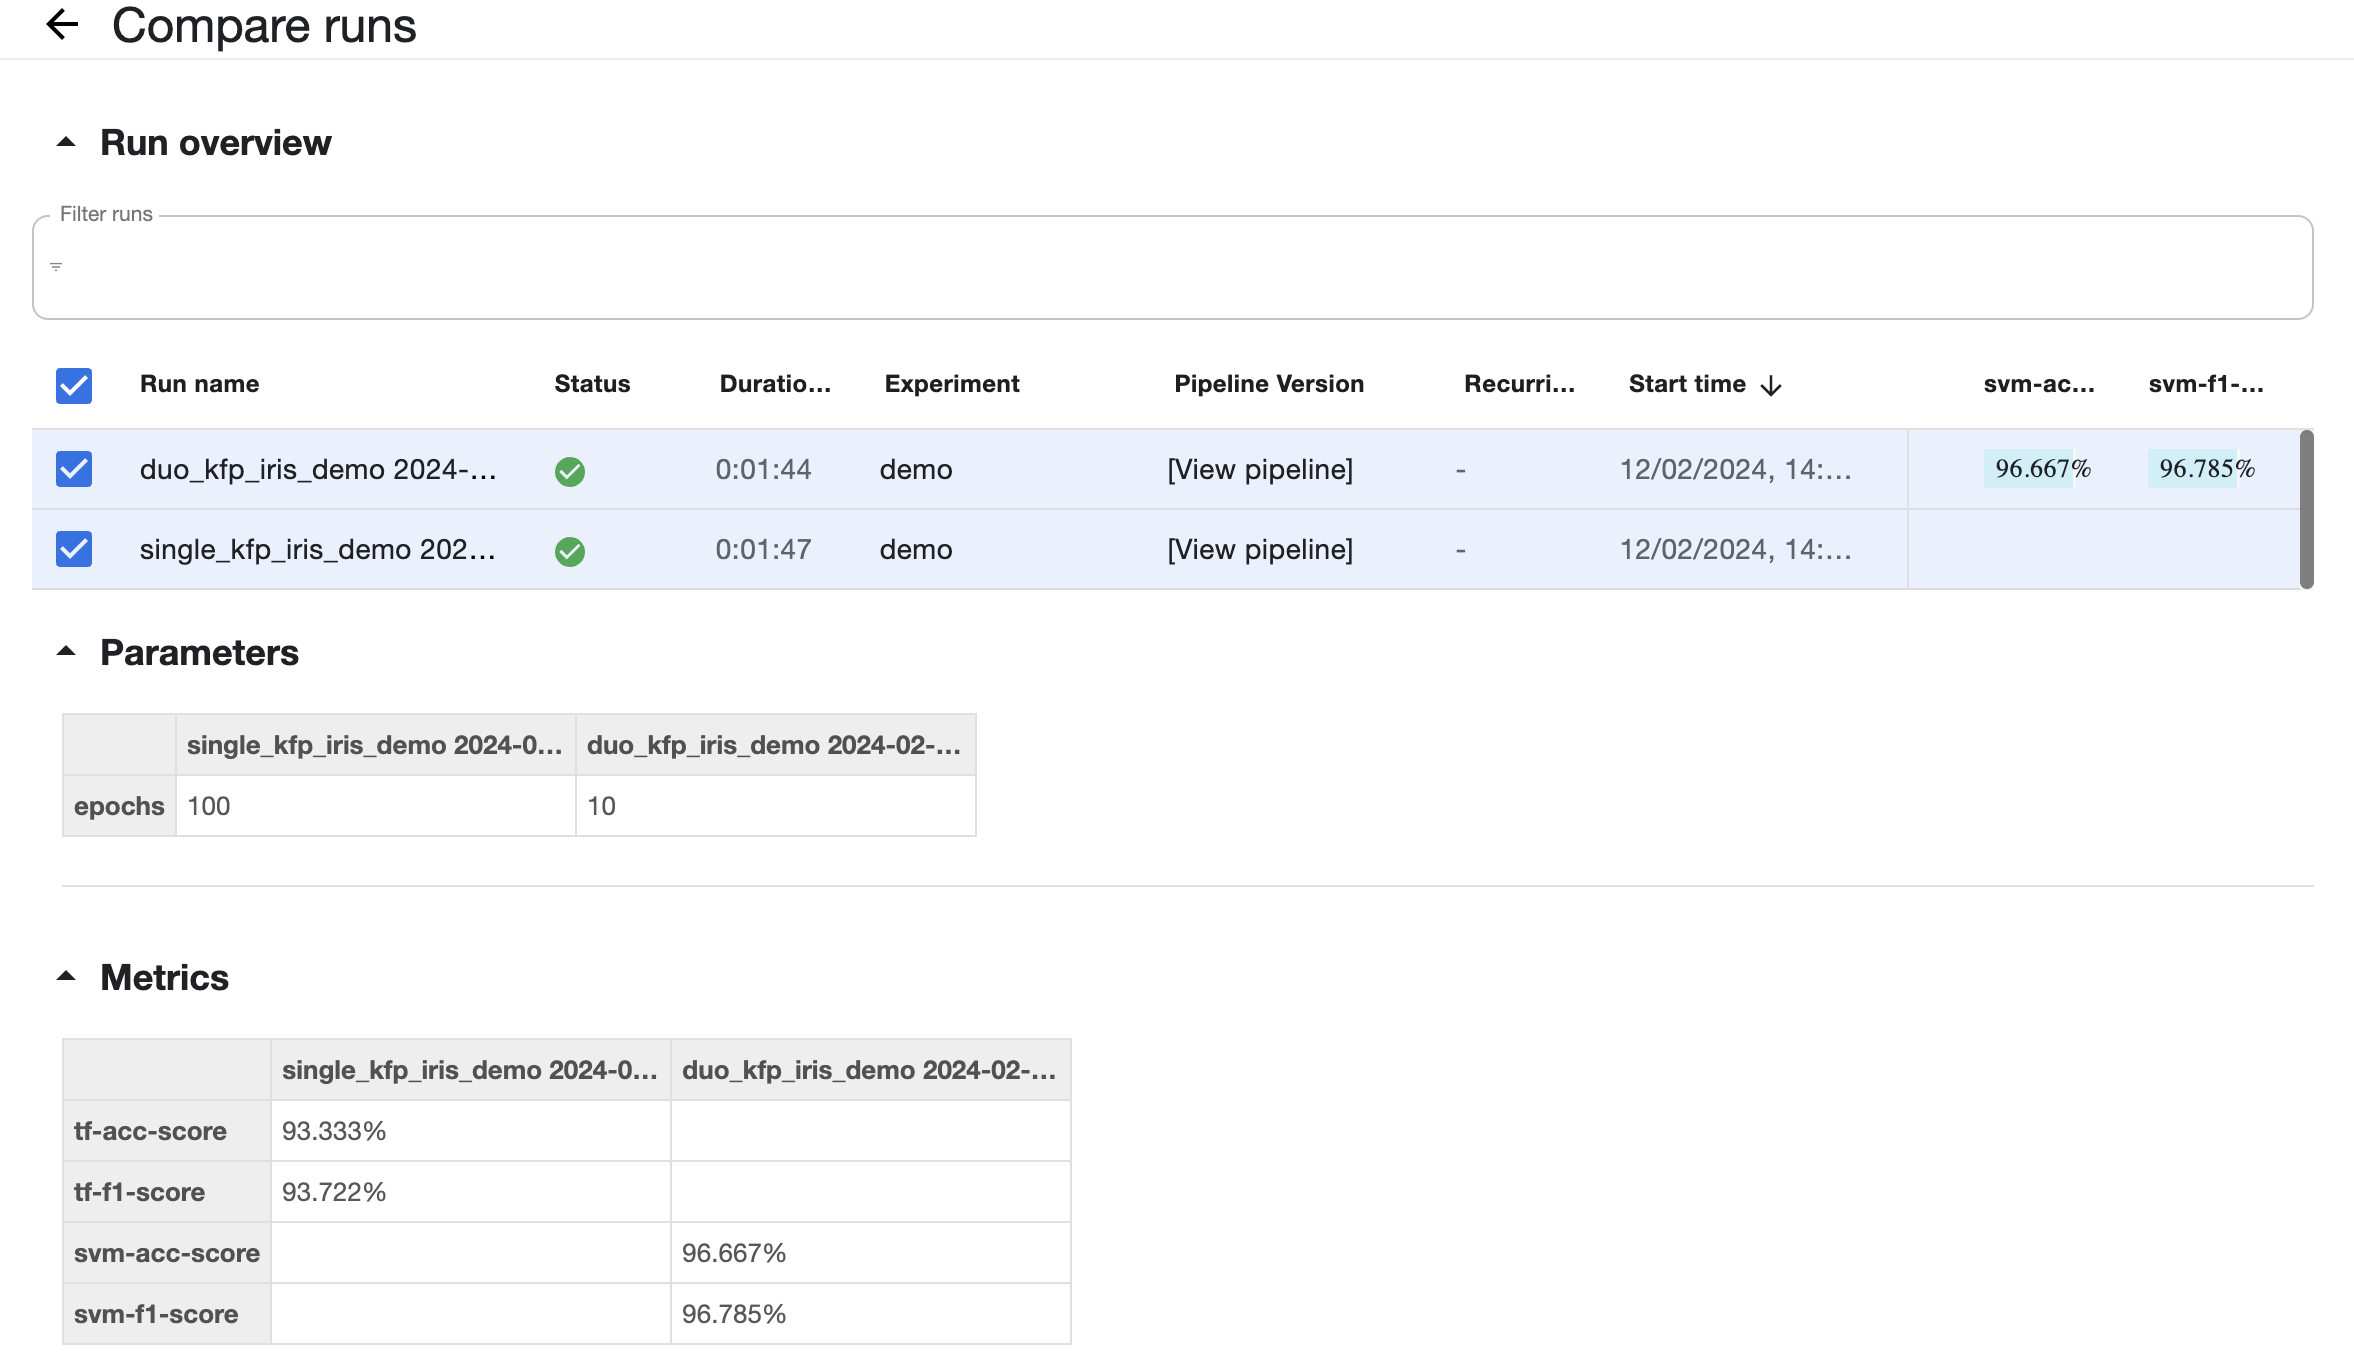 Compare runs
Run overview
Filter runs
Run name Status Duratio... Experiment Pipeline Version Recurri... Start time svm-ac... svm-f1-...
duo_kfp_iris_demo 2024-... 0:01:44 demo [View pipeline] - 12/02/2024, 14:... 96.667% 96.785%
single_kfp_iris_demo 202... 0:01:47 demo [View pipeline] - 12/02/2024, 14:...
Parameters
single_kfp_iris_demo 2024-0... duo_kfp_iris_demo 2024-02-...
epochs 100 10
Metrics
single_kfp_iris_demo 2024-0... duo_kfp_iris_demo 2024-02-...
tf-acc-score 93.333%
tf-f1-score 93.722%
svm-acc-score 96.667%
svm-f1-score 96.785%